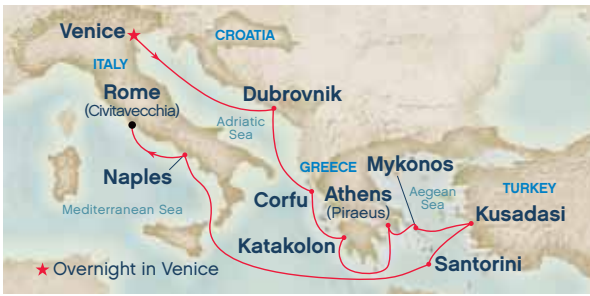 Venice
CROATIA
ITALY
Rome
(Civitavecchia)
Dubrovnik
Adriatic
Sea
Naples
GREECE
Mykonos
Corfu
Athens
(Piraeus)
Aegean
Sea
TURKEY
Mediterranean Sea
Kusadasi
Katakolon
Santorini
★ Overnight in Venice